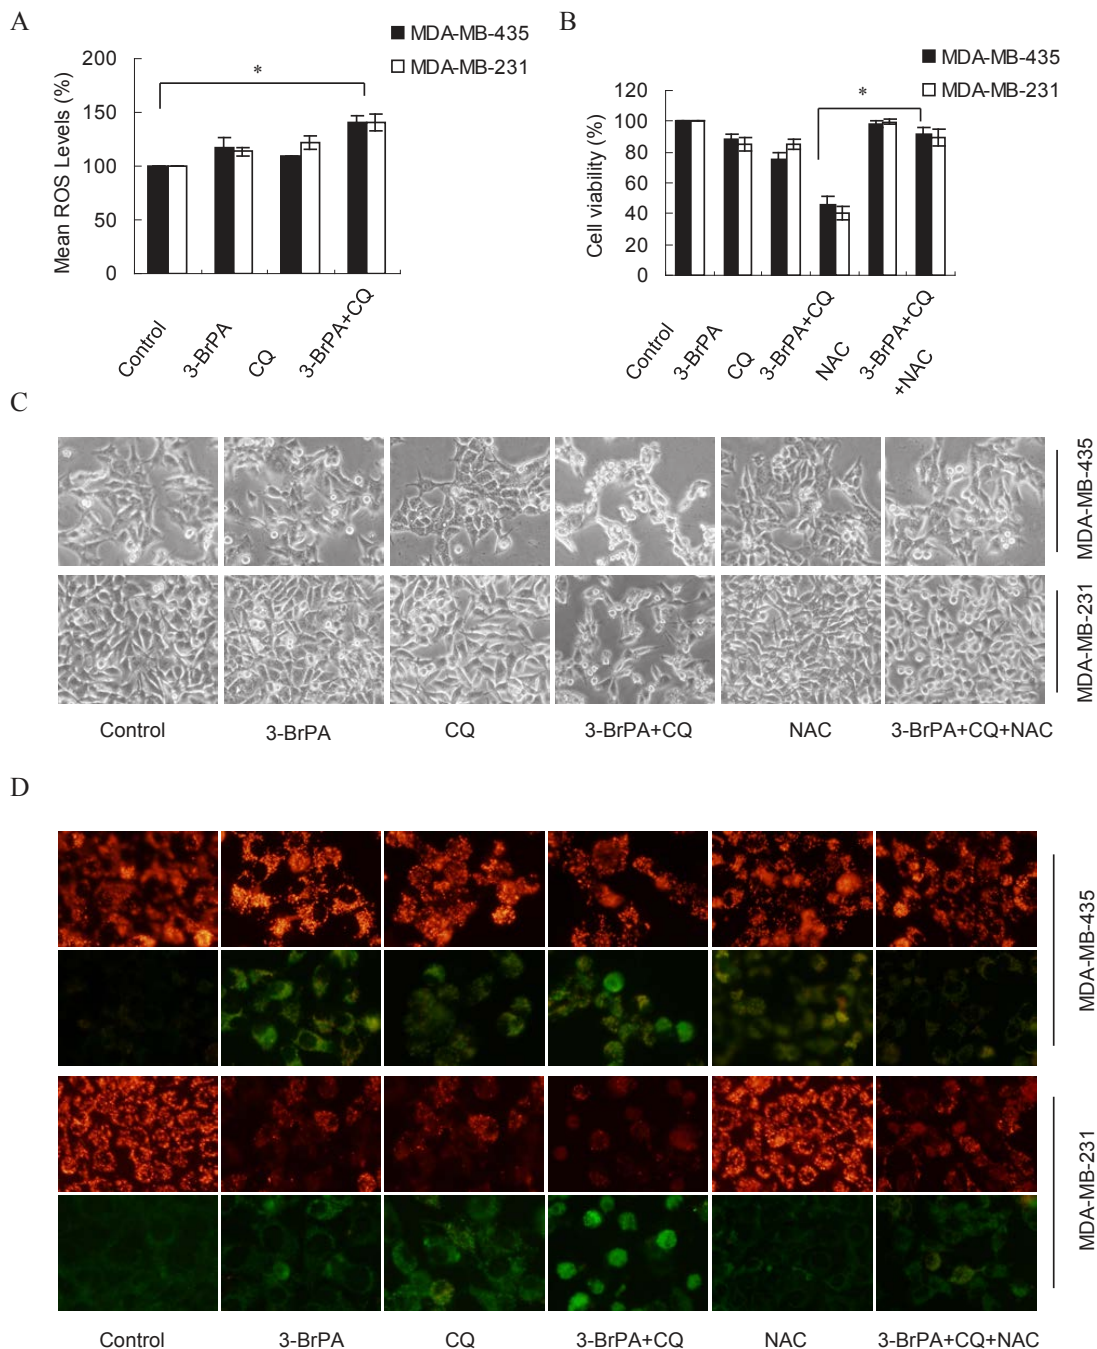 A
MDA-MB-435
MDA-MB-231
Mean ROS Levels (%)
200
150
100
50
0
*
Control
3-BrPA
CQ
3-BrPA+CQ
B
MDA-MB-435
MDA-MB-231
Cell viability (%)
120
100
80
60
40
20
0
*
Control
3-BrPA
CQ
3-BrPA+CQ
NAC
3-BrPA+CQ
+NAC
C
MDA-MB-435
MDA-MB-231
Control
3-BrPA
CQ
3-BrPA+CQ
NAC
3-BrPA+CQ+NAC
D
MDA-MB-435
MDA-MB-231
Control
3-BrPA
CQ
3-BrPA+CQ
NAC
3-BrPA+CQ+NAC